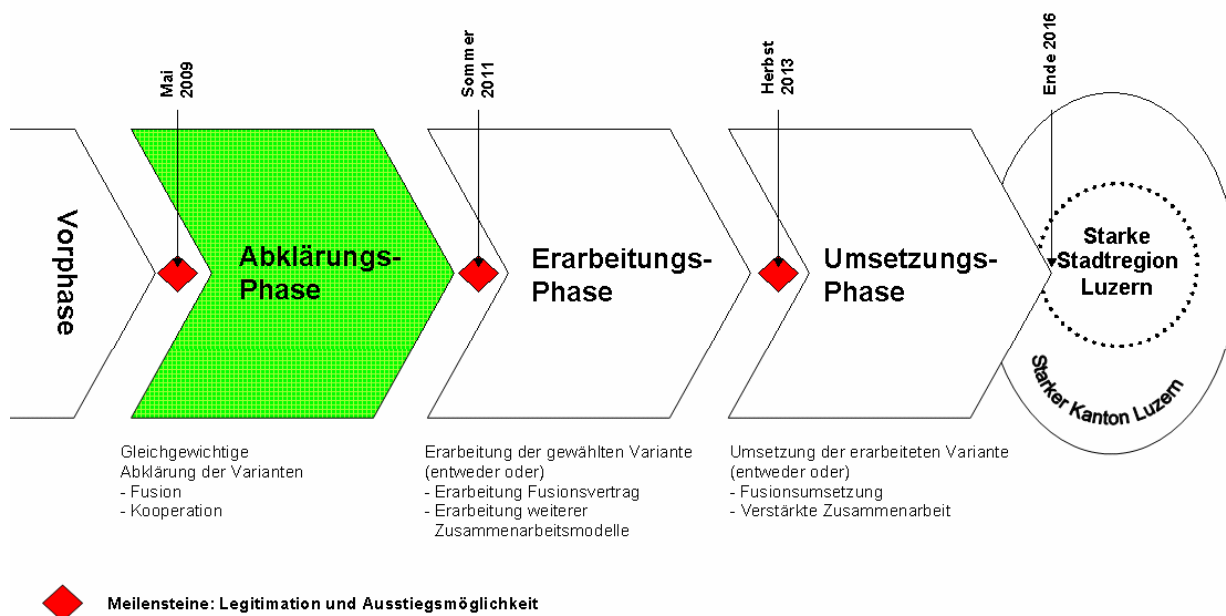 Mai
2009
Sommer
2011
Herbst
2013
Ende 2016
Vorphase
Abklärungs-
Phase
Erarbeitungs-
Phase
Umsetzungs-
Phase
Starke
Stadtregion
Luzern
Starker Kanton Luzern
Gleichgewichtige
Abklärung der Varianten
- Fusion
- Kooperation
Erarbeitung der gewählten Variante
(entweder oder)
- Erarbeitung Fusionsvertrag
- Erarbeitung weiterer
Zusammenarbeitsmodelle
Umsetzung der erarbeiteten Variante
(entweder oder)
- Fusionsumsetzung
- Verstärkte Zusammenarbeit
Meilensteine: Legitimation und Ausstiegsmöglichkeit